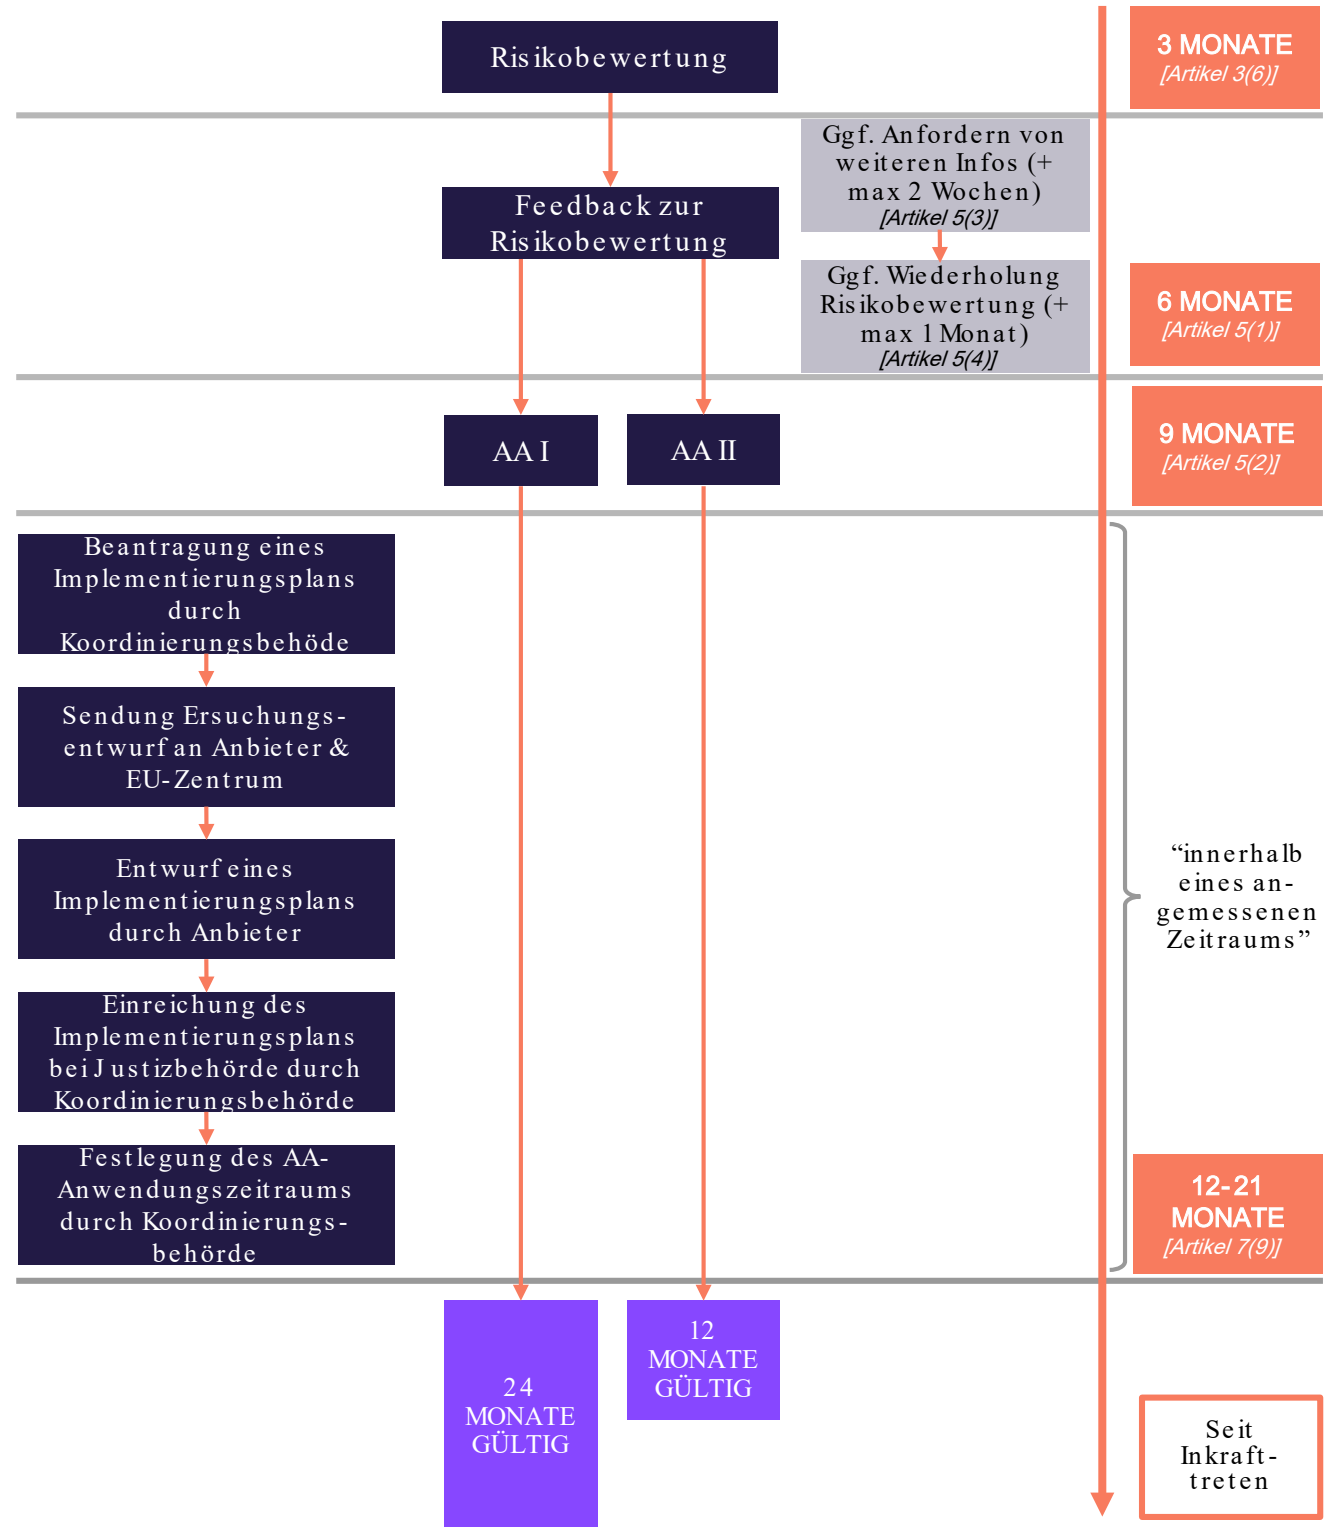 Risikobewertung
3 MONATE
[Artikel 3(6)]
Ggf. Anfordern von
weiteren Infos (+
max 2 Wochen)
[Artikel 5(3)]
Feedback zur
Risikobewertung
Ggf. Wiederholung
Risikobewertung (+
max 1 Monat)
[Artikel 5(4)]
6 MONATE
[Artikel 5(1)]
AA I
AA II
9 MONATE
[Artikel 5(2)]
Beantragung eines
Implementierungsplans
durch
Koordinierungsbehöde
Sendung Ersuchungs-
entwurf an Anbieter &
EU-Zentrum
Entwurf eines
Implementierungsplans
durch Anbieter
Einreichung des
Implementierungsplans
bei Justizbehörde durch
Koordinierungsbehörde
Festlegung des AA-
Anwendungszeitraums
durch Koordinierungs-
behörde
“innerhalb
eines an-
gemessenen
Zeitraums”
12-21
MONATE
[Artikel 7(9)]
24
MONATE
GÜLTIG
12
MONATE
GÜLTIG
Seit
Inkraft-
treten